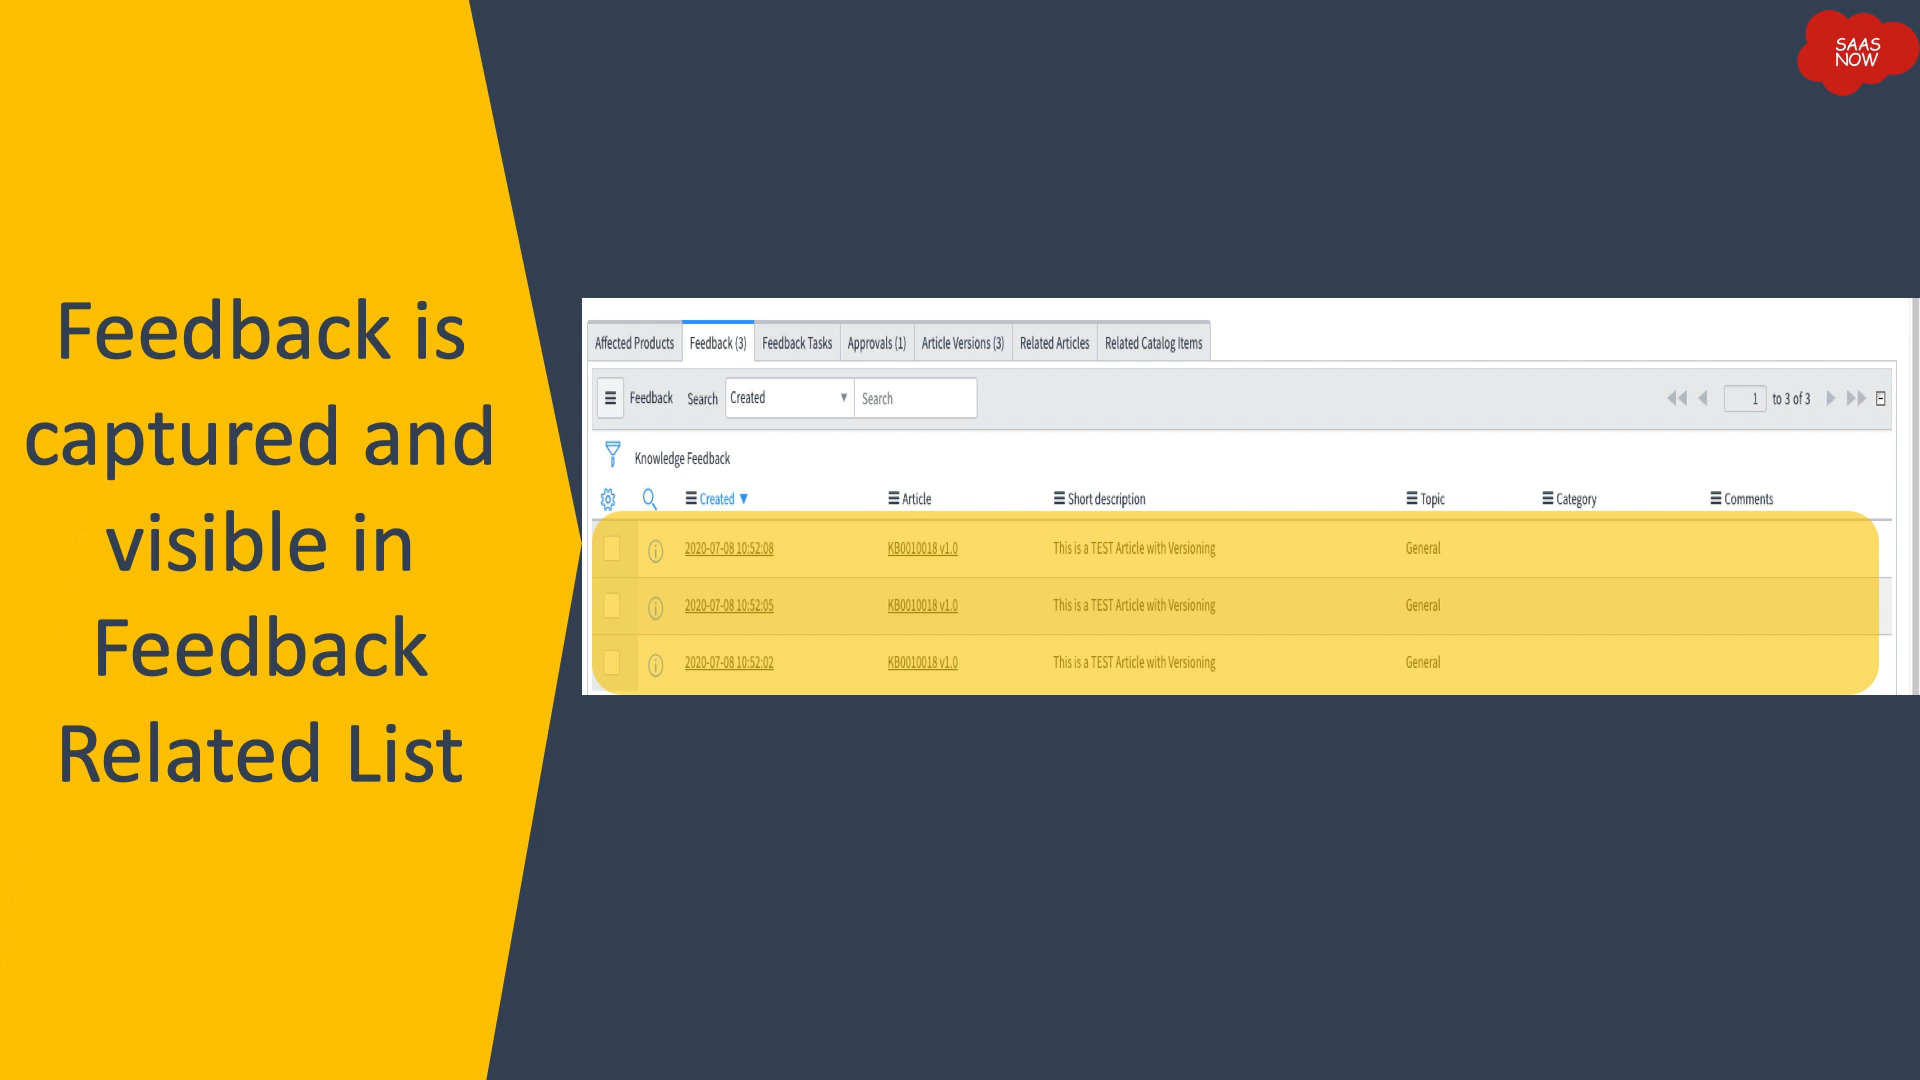 SAAS
NOW
Feedback is
captured and
visible in
Feedback
Related List
Affected Products Feedback (3) Feedback Tasks Approvals (1) Article Versions (3) Related Articles Related Catalog Items
Feedback Search Created Search 1 to 3 of 3
Knowledge Feedback
Created Article Short description Topic Category Comments
2020-07-08 10:52:08 KB0010018 v1.0 This is a TEST Article with Versioning General
2020-07-08 10:52:05 KB0010018 v1.0 This is a TEST Article with Versioning General
2020-07-08 10:52:02 KB0010018 v1.0 This is a TEST Article with Versioning General